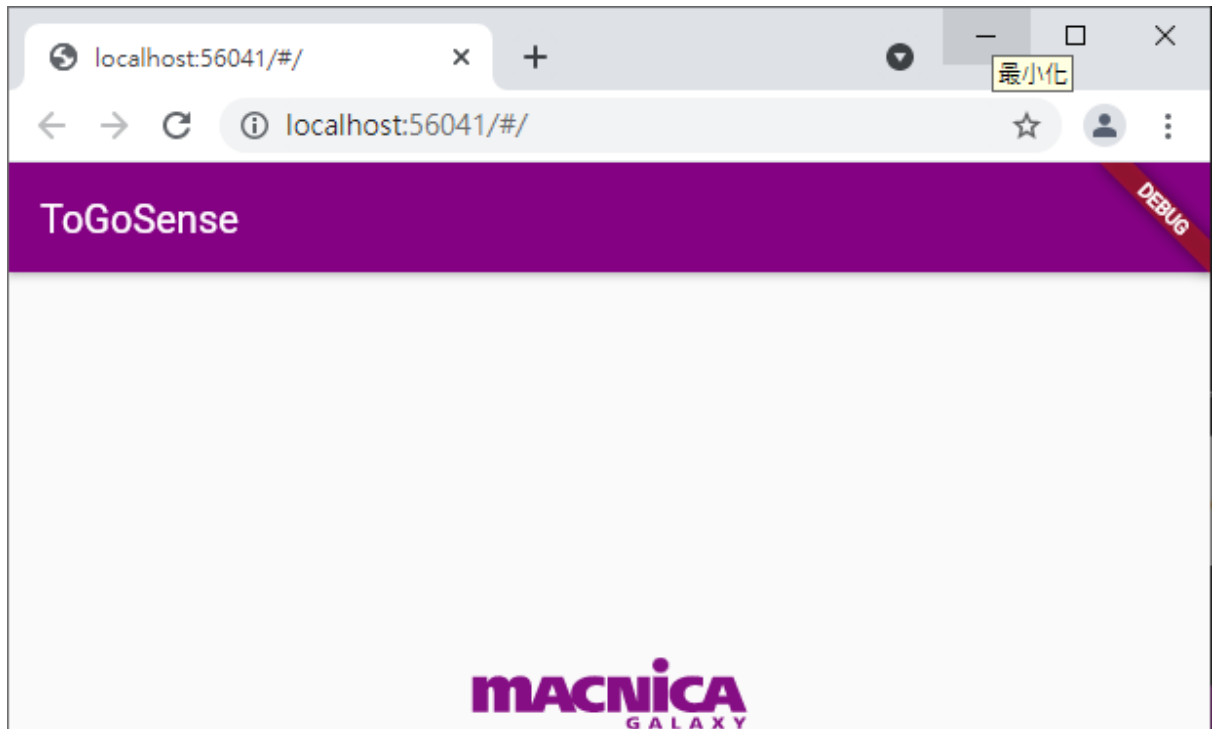 localhost:56041/#/
最小化
localhost:56041/#/
ToGoSense
DEBUG
macnica
GALAXY